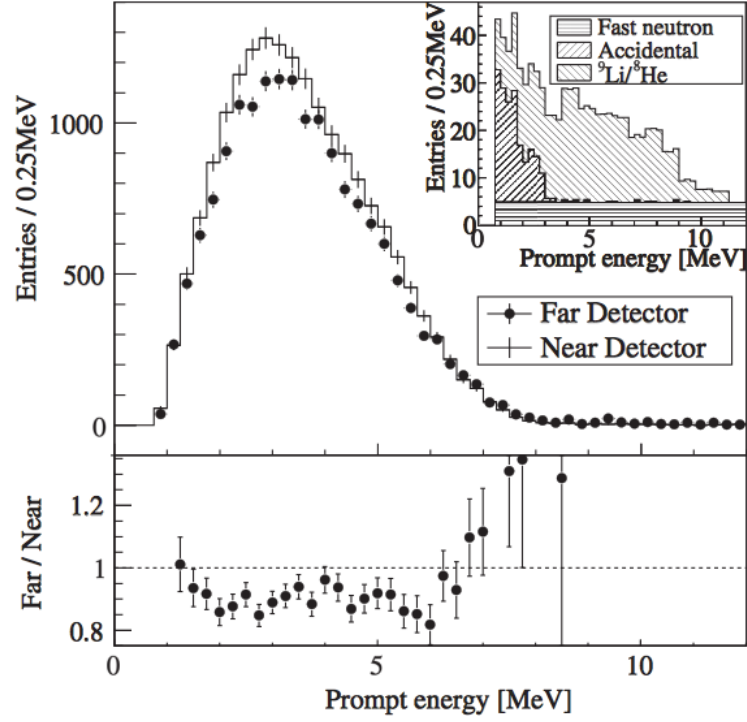 Entries / 0.25MeV
1000
500
0
Entries / 0.25MeV
40
30
20
10
0
0
5
10
Prompt energy [MeV]
Fast neutron
Accidental
⁹Li/⁸He
Far Detector
Near Detector
Far / Near
1.2
1
0.8
0
5
10
Prompt energy [MeV]